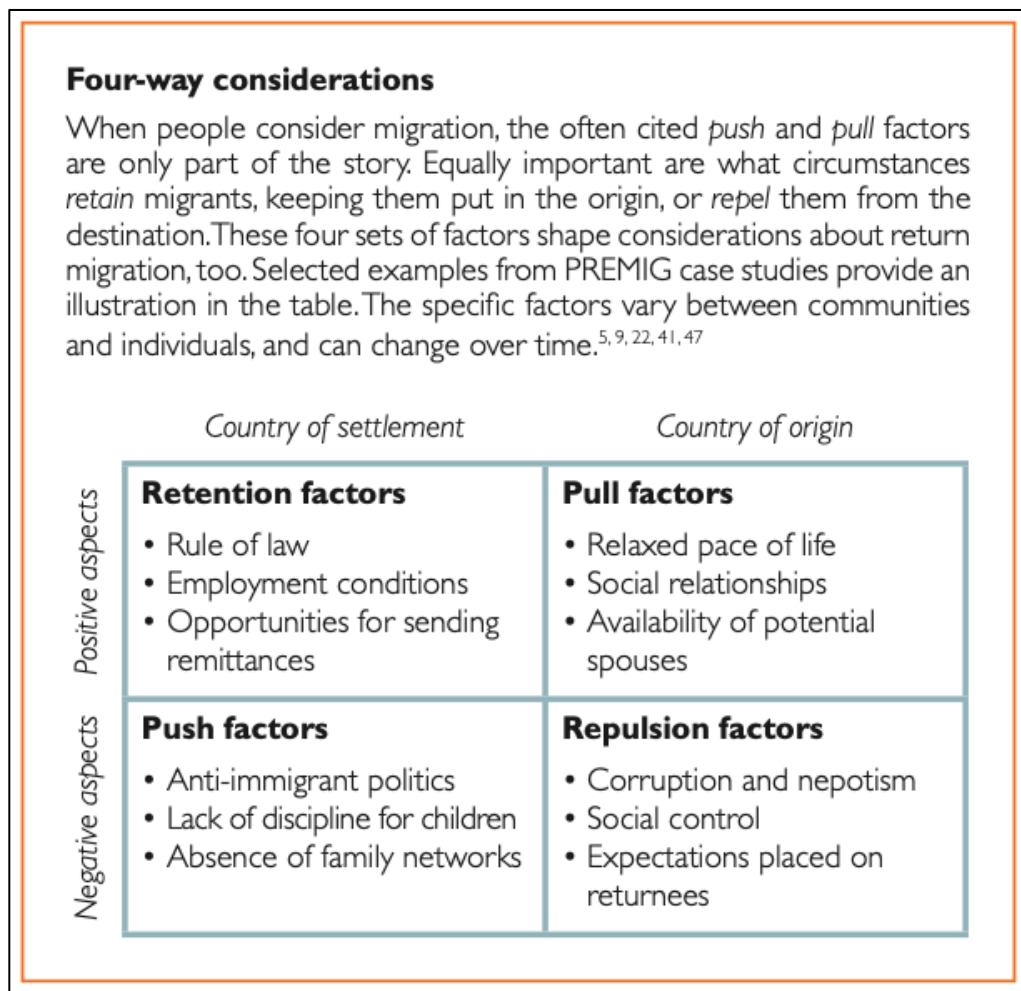 Four-way considerations
When people consider migration, the often cited push and pull factors
are only part of the story. Equally important are what circumstances
retain migrants, keeping them put in the origin, or repel them from the
destination.These four sets of factors shape considerations about return
migration, too. Selected examples from PREMIG case studies provide an
illustration in the table.The specific factors vary between communities
and individuals, and can change over time.5, 9, 22, 41, 47
Country of settlement
Country of origin
Positive aspects
Retention factors
• Rule of law
• Employment conditions
• Opportunities for sending
remittances
Pull factors
• Relaxed pace of life
• Social relationships
• Availability of potential
spouses
Negative aspects
Push factors
• Anti-immigrant politics
• Lack of discipline for children
• Absence of family networks
Repulsion factors
• Corruption and nepotism
• Social control
• Expectations placed on
returnees